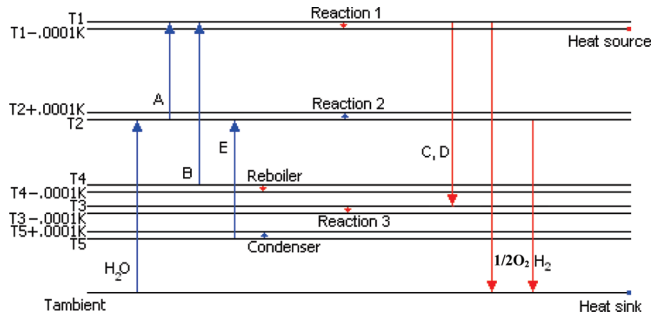 T1 Reaction 1
T1-.0001K Heat source
A
T2+.0001K Reaction 2
T2
E
C, D
T4 B Reboiler
T4-.0001K
T3
T3-.0001K Reaction 3
T5+.0001K
T5 Condenser
H₂O 1/2O₂ H₂
Tambient Heat sink